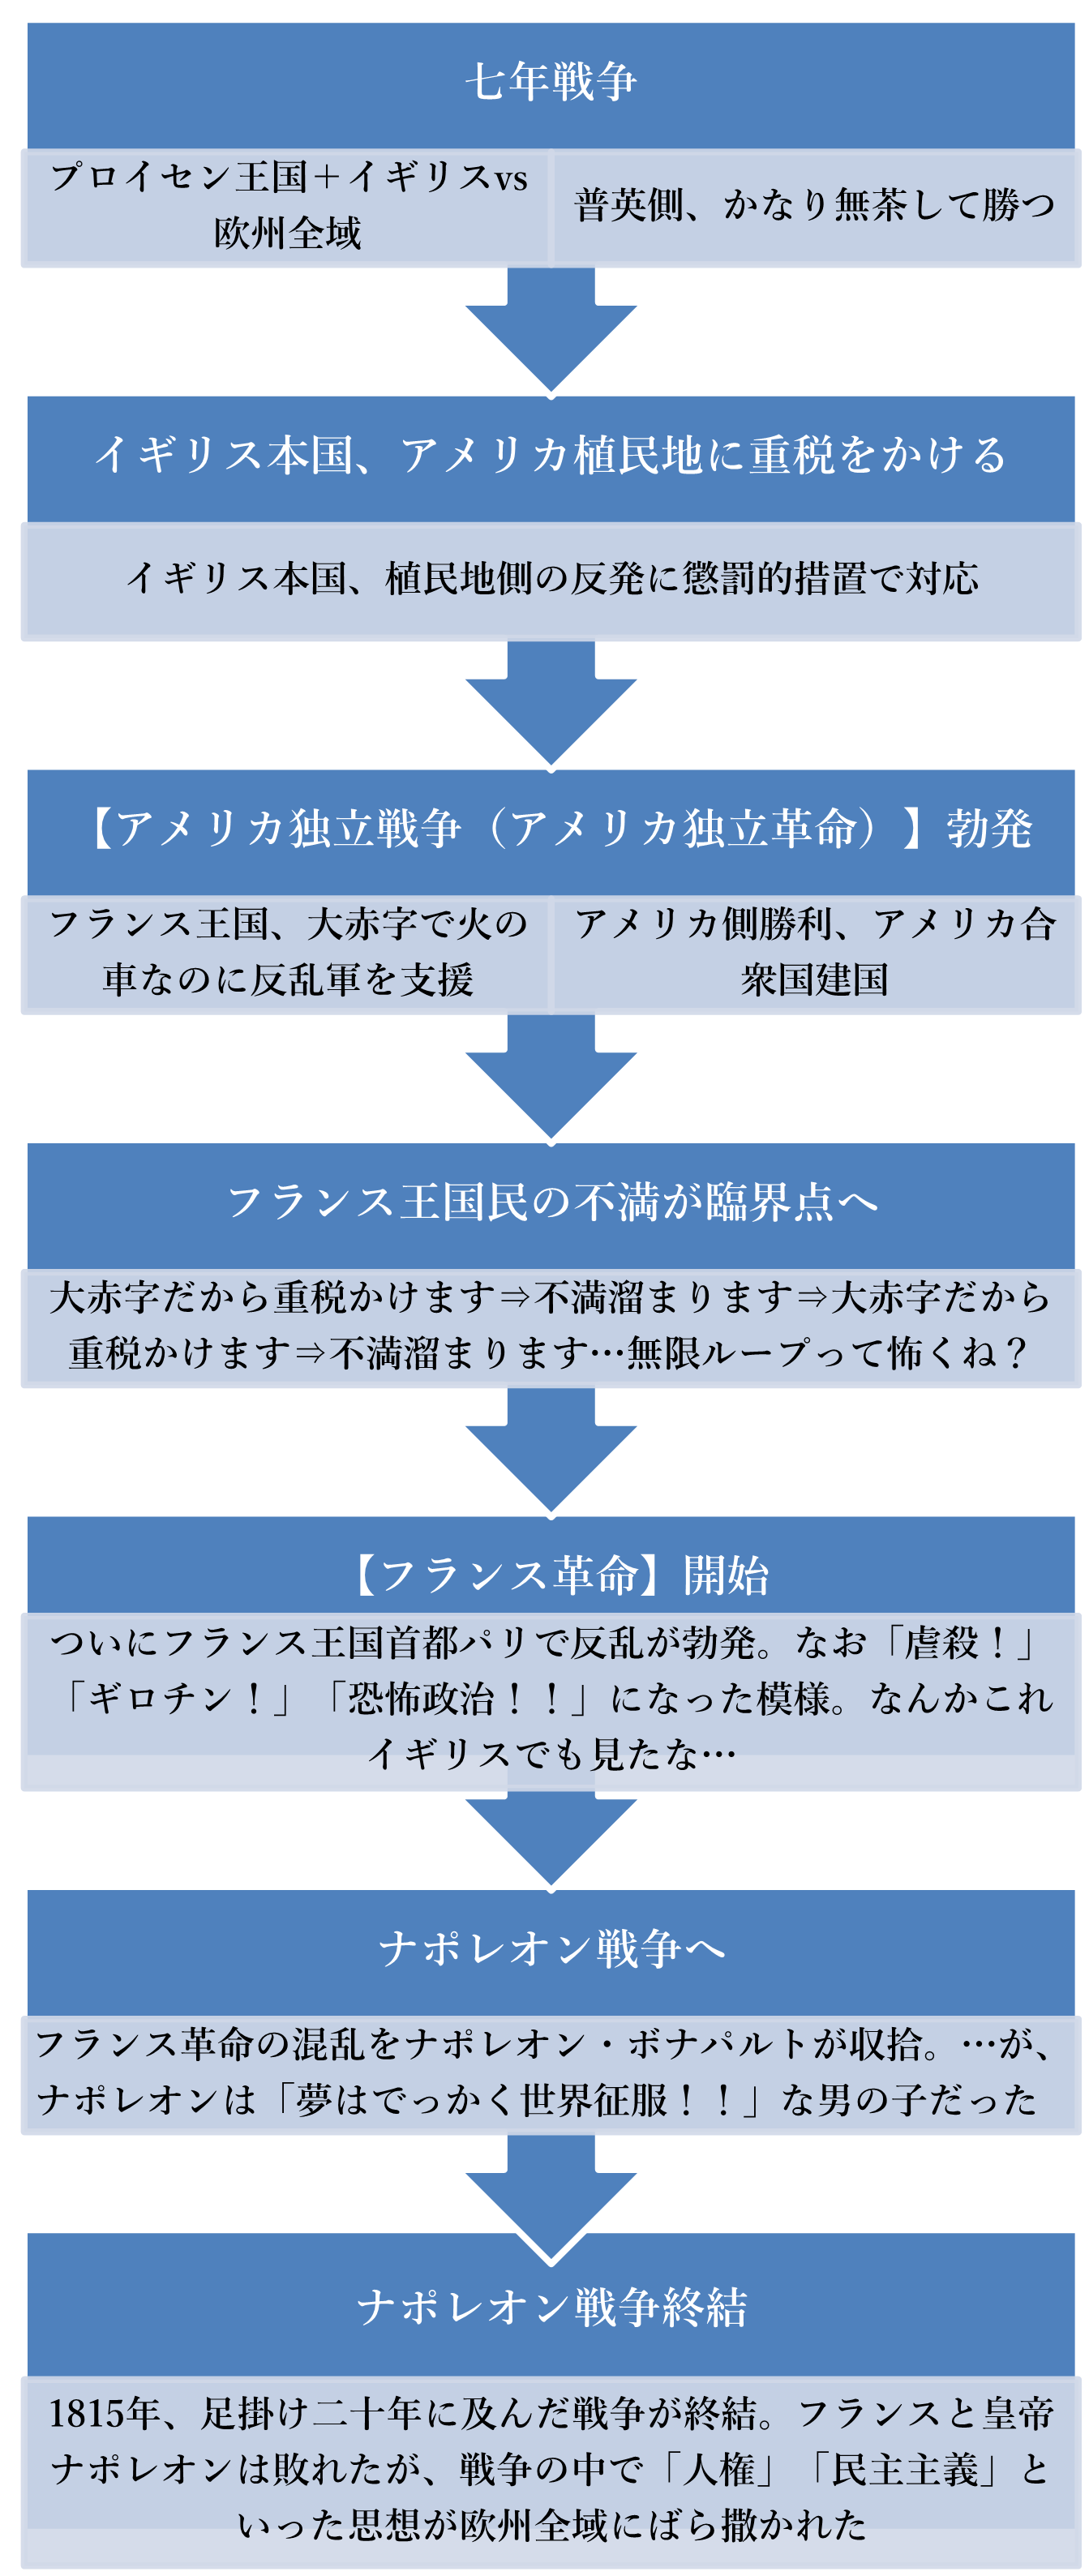 七年戦争
プロイセン王国＋イギリスvs
欧州全域
普英側、かなり無茶して勝つ
イギリス本国、アメリカ植民地に重税をかける
イギリス本国、植民地側の反発に懲罰的措置で対応
【アメリカ独立戦争（アメリカ独立革命）】勃発
フランス王国、大赤字で火の
車なのに反乱軍を支援
アメリカ側勝利、アメリカ合
衆国建国
フランス王国民の不満が臨界点へ
大赤字だから重税かけます⇒不満溜まります⇒大赤字だから
重税かけます⇒不満溜まります…無限ループって怖くね？
【フランス革命】開始
ついにフランス王国首都パリで反乱が勃発。なお「虐殺！」
「ギロチン！」「恐怖政治！！」になった模様。なんかこれ
イギリスでも見たな…
ナポレオン戦争へ
フランス革命の混乱をナポレオン・ボナパルトが収拾。…が、
ナポレオンは「夢はでっかく世界征服！！」な男の子だった
ナポレオン戦争終結
1815年、足掛け二十年に及んだ戦争が終結。フランスと皇帝
ナポレオンは敗れたが、戦争の中で「人権」「民主主義」と
いった思想が欧州全域にばら撒かれた